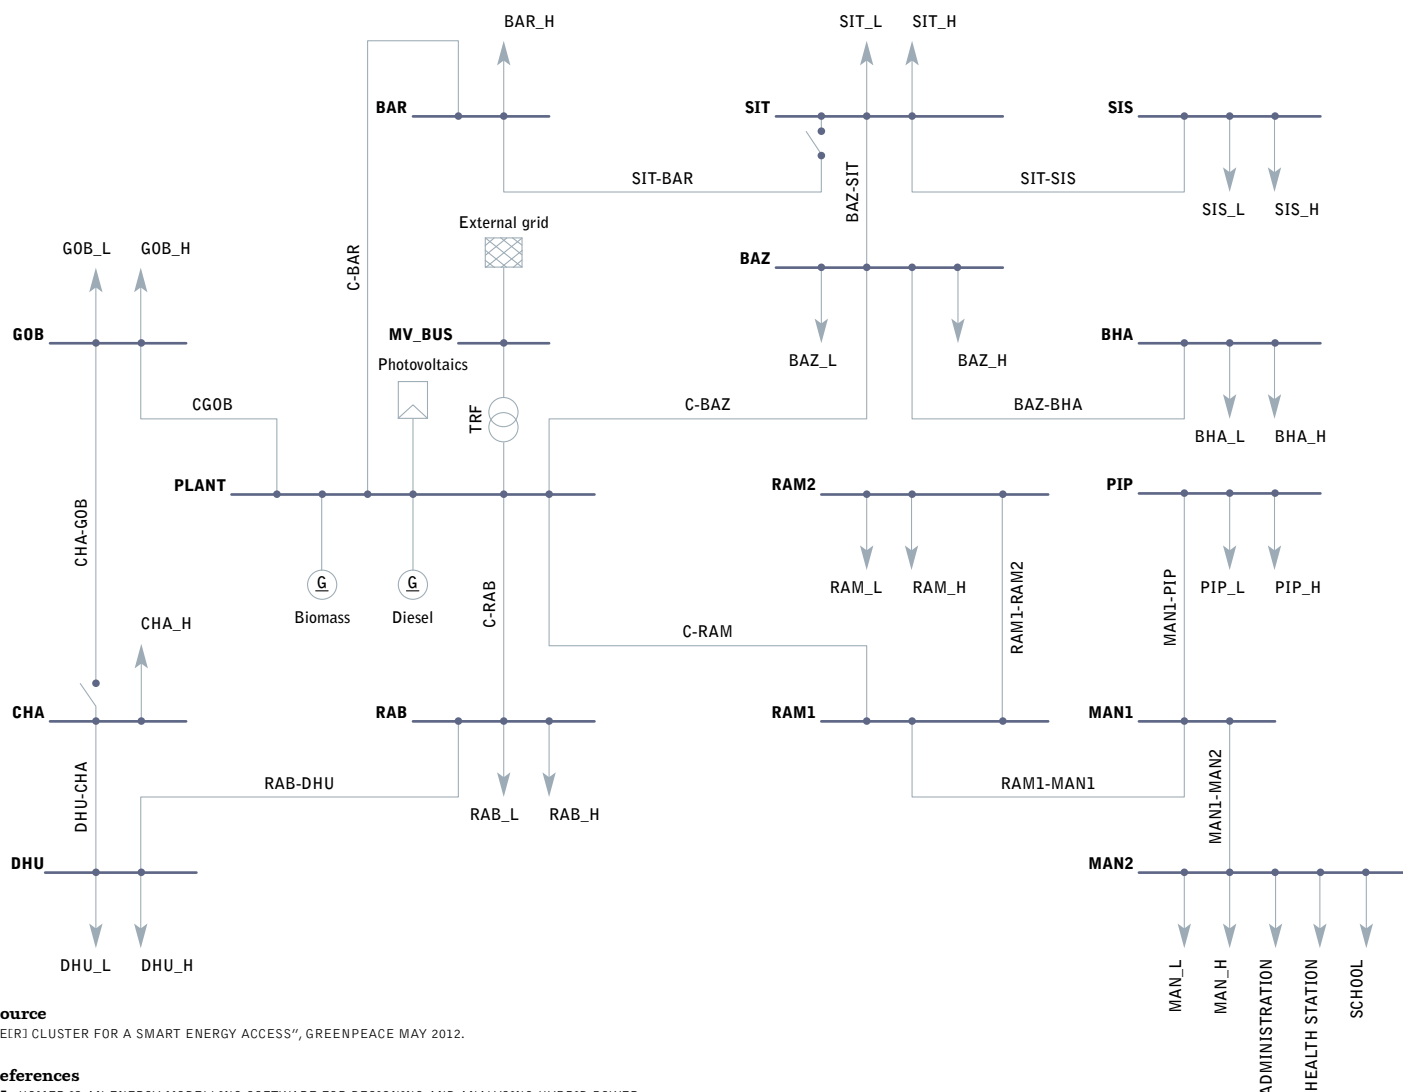 BAR_H
SIT_L
SIT_H
BAR
SIT
SIS
SIT-BAR
BAZ-SIT
SIT-SIS
SIS_L
SIS_H
External grid
GOB_L
GOB_H
C-BAR
BAZ
GOB
MV_BUS
BHA
Photovoltaics
BAZ_L
BAZ_H
CGOB
TRF
C-BAZ
BAZ-BHA
BHA_L
BHA_H
PLANT
RAM2
PIP
CHA-GOB
G
G
Biomass
Diesel
C-RAB
RAM_L
RAM_H
RAM1-RAM2
MAN1-PIP
PIP_L
PIP_H
CHA_H
C-RAM
CHA
RAB
RAM1
MAN1
DHU-CHA
RAB-DHU
RAB_L
RAB_H
RAM1-MAN1
MAN1-MAN2
DHU
MAN2
DHU_L
DHU_H
MAN_L
MAN_H
ADMINISTRATION
HEALTH STATION
SCHOOL
ource
E[R] CLUSTER FOR A SMART ENERGY ACCESS", GREENPEACE MAY 2012.
eferences